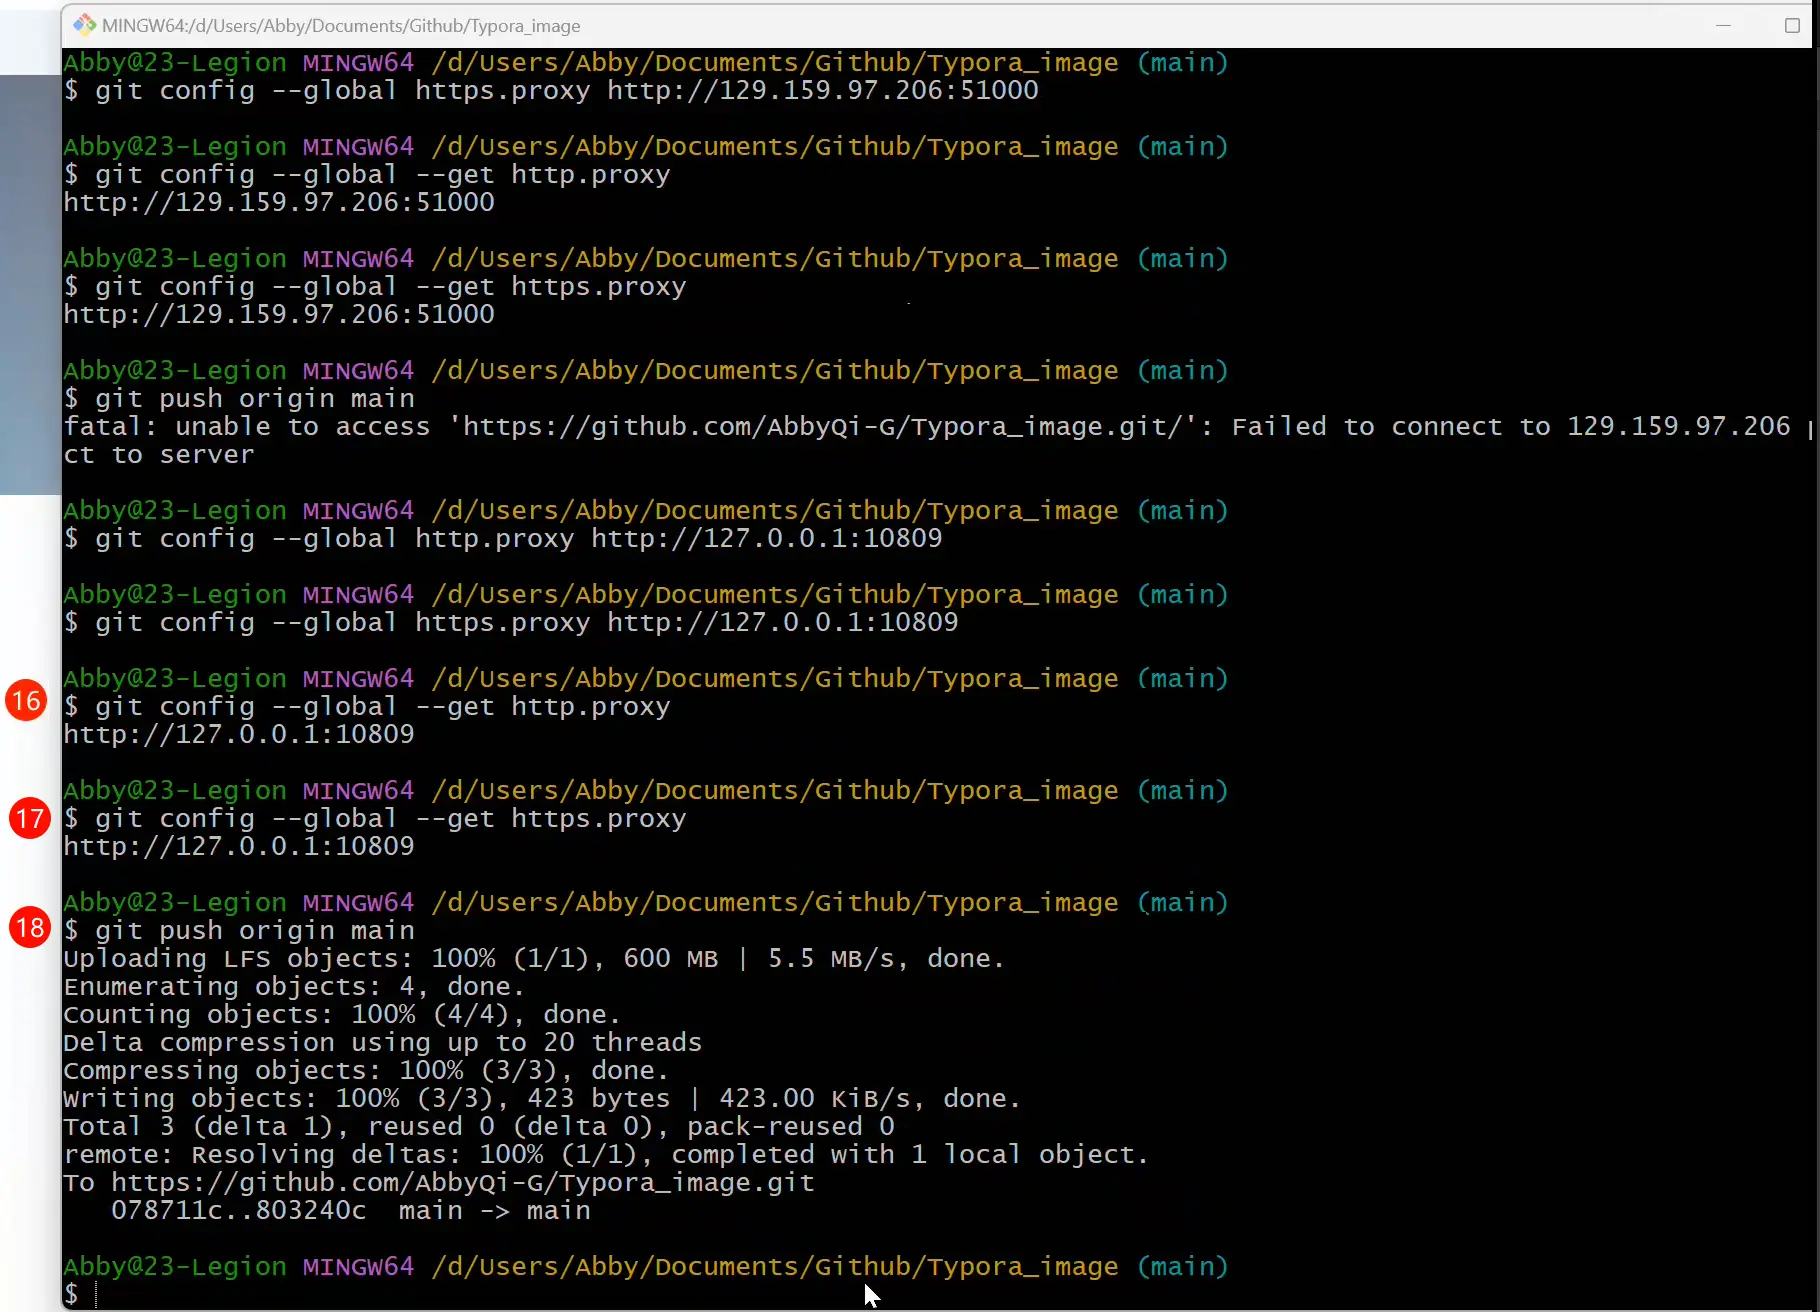 MINGW64:/d/Users/Abby/Documents/Github/Typora_image
Abby@23-Legion MINGW64 /d/Users/Abby/Documents/Github/Typora_image (main)
$ git config --global https.proxy http://129.159.97.206:51000
Abby@23-Legion MINGW64 /d/Users/Abby/Documents/Github/Typora_image (main)
$ git config --global --get http.proxy
http://129.159.97.206:51000
Abby@23-Legion MINGW64 /d/Users/Abby/Documents/Github/Typora_image (main)
$ git config --global --get https.proxy
http://129.159.97.206:51000
Abby@23-Legion MINGW64 /d/Users/Abby/Documents/Github/Typora_image (main)
$ git push origin main
fatal: unable to access 'https://github.com/AbbyQi-G/Typora_image.git/': Failed to connect to 129.159.97.206
ct to server
Abby@23-Legion MINGW64 /d/Users/Abby/Documents/Github/Typora_image (main)
$ git config --global http.proxy http://127.0.0.1:10809
Abby@23-Legion MINGW64 /d/Users/Abby/Documents/Github/Typora_image (main)
$ git config --global https.proxy http://127.0.0.1:10809
Abby@23-Legion MINGW64 /d/Users/Abby/Documents/Github/Typora_image (main)
16 $ git config --global --get http.proxy
http://127.0.0.1:10809
Abby@23-Legion MINGW64 /d/Users/Abby/Documents/Github/Typora_image (main)
17 $ git config --global --get https.proxy
http://127.0.0.1:10809
Abby@23-Legion MINGW64 /d/Users/Abby/Documents/Github/Typora_image (main)
18 $ git push origin main
Uploading LFS objects: 100% (1/1), 600 MB | 5.5 MB/s, done.
Enumerating objects: 4, done.
Counting objects: 100% (4/4), done.
Delta compression using up to 20 threads
Compressing objects: 100% (3/3), done.
Writing objects: 100% (3/3), 423 bytes | 423.00 KiB/s, done.
Total 3 (delta 1), reused 0 (delta 0), pack-reused 0
remote: Resolving deltas: 100% (1/1), completed with 1 local object.
To https://github.com/AbbyQi-G/Typora_image.git
078711c..803240c main -> main
Abby@23-Legion MINGW64 /d/Users/Abby/Documents/Github/Typora_image (main)
$